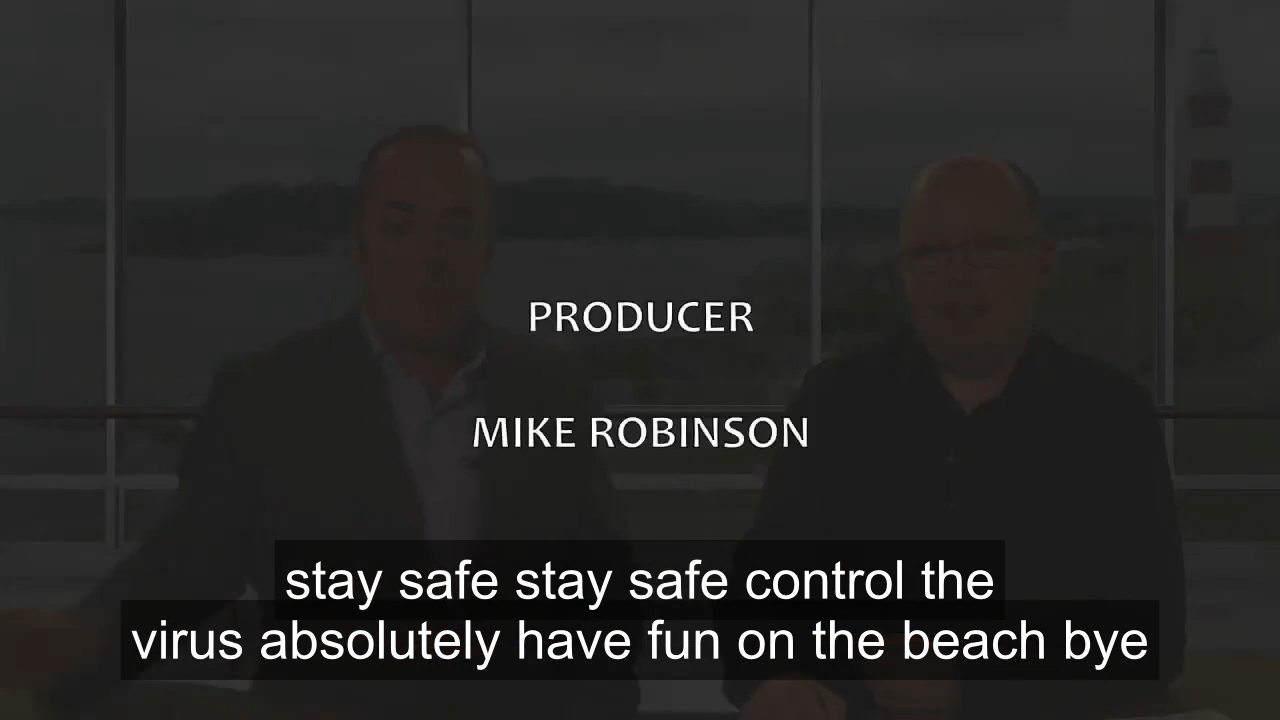 PRODUCER
MIKE ROBINSON
stay safe stay safe control the
virus absolutely have fun on the beach bye